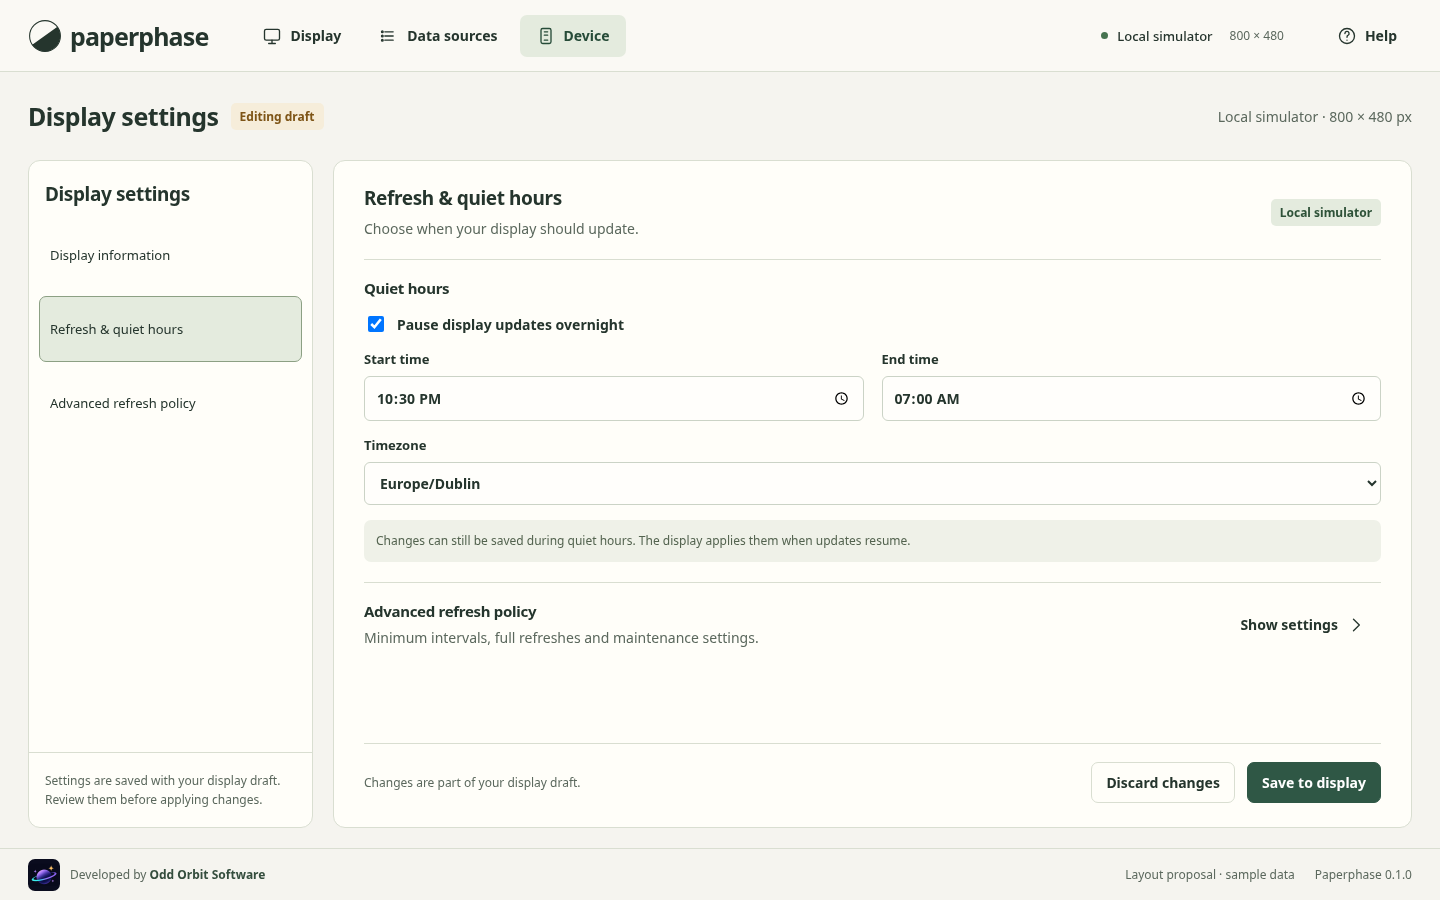 paperphase
Display
Data sources
Device
Local simulator
800 × 480
Help
Display settings
Editing draft
Local simulator · 800 × 480 px
Display settings
Display information
Refresh & quiet hours
Advanced refresh policy
Settings are saved with your display draft.
Review them before applying changes.
Refresh & quiet hours
Choose when your display should update.
Local simulator
Quiet hours
Pause display updates overnight
Start time
End time
10:30 PM
07:00 AM
Timezone
Europe/Dublin
Changes can still be saved during quiet hours. The display applies them when updates resume.
Advanced refresh policy
Minimum intervals, full refreshes and maintenance settings.
Show settings
Changes are part of your display draft.
Discard changes
Save to display
Developed by Odd Orbit Software
Layout proposal · sample data
Paperphase 0.1.0